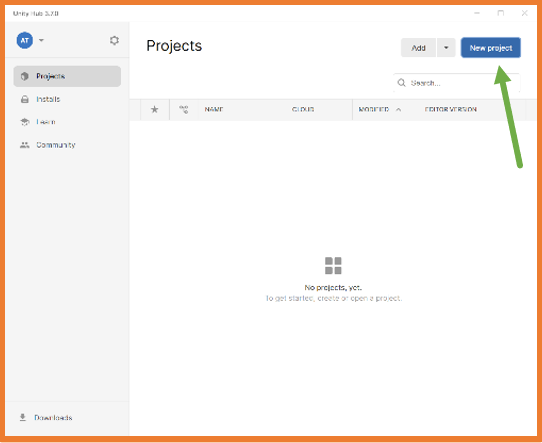 Unity Hub 3.7.0
AT
Projects
Add
New project
Search...
Projects
Installs
Learn
Community
NAME
CLOUD
MODIFIED
EDITOR VERSION
No projects, yet.
To get started, create or open a project.
Downloads